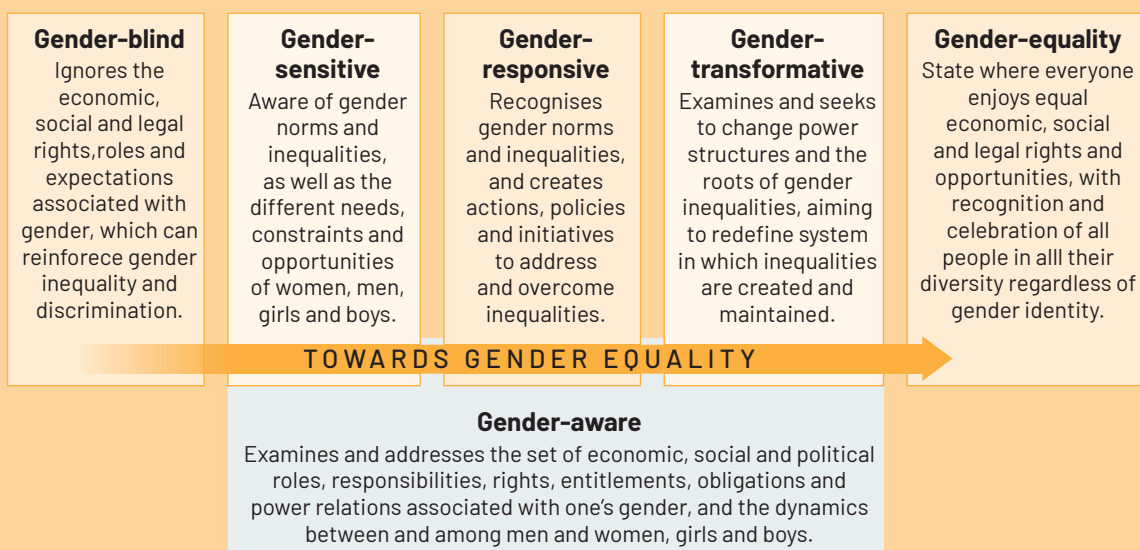 Gender-blind
Ignores the
economic,
social and legal
rights,roles and
expectations
associated with
gender, which can
reinforece gender
inequality and
discrimination.
Gender-
sensitive
Aware of gender
norms and
inequalities,
as well as the
different needs,
constraints and
opportunities
of women, men,
girls and boys.
Gender-
responsive
Recognises
gender norms
and inequalities,
and creates
actions, policies
and initiatives
to address
and overcome
inequalities.
Gender-
transformative
Examines and seeks
to change power
structures and the
roots of gender
inequalities, aiming
to redefine system
in which inequalities
are created and
maintained.
Gender-equality
State where everyone
enjoys equal
economic, social
and legal rights and
opportunities, with
recognition and
celebration of all
people in alll their
diversity regardless of
gender identity.
TOWARDS GENDER EQUALITY
Gender-aware
Examines and addresses the set of economic, social and political
roles, responsibilities, rights, entitlements, obligations and
power relations associated with one's gender, and the dynamics
between and among men and women, girls and boys.